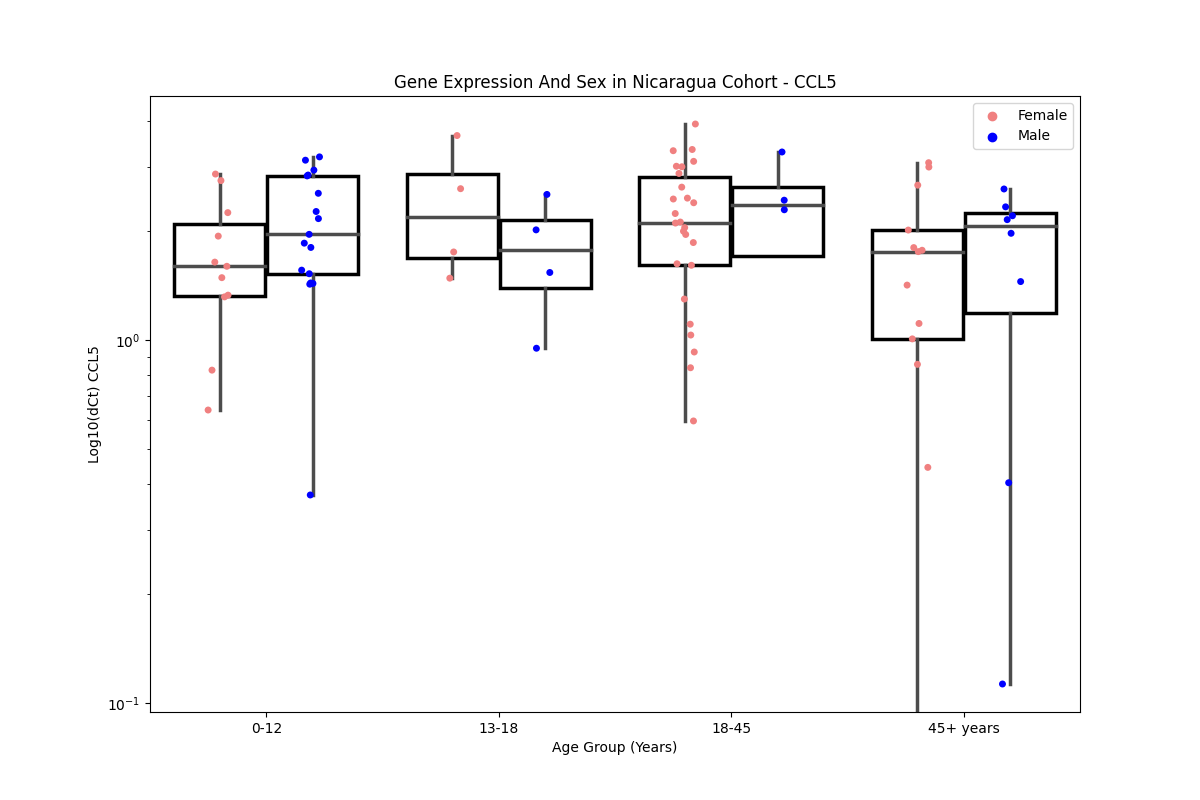 Gene Expression And Sex in Nicaragua Cohort - CCL5
Female
Male
Log10(dCt) CCL5
10⁰
10⁻¹
0-12
13-18
18-45
45+ years
Age Group (Years)